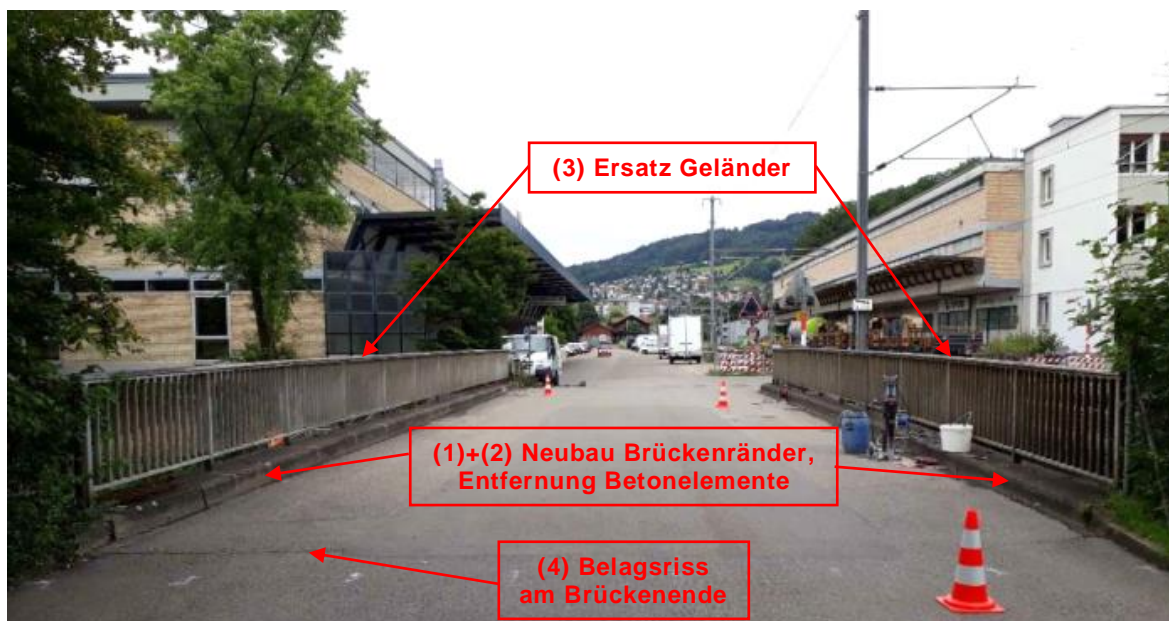 (3) Ersatz Geländer
(1)+(2) Neubau Brückenränder,
Entfernung Betonelemente
(4) Belagsriss
am Brückenende